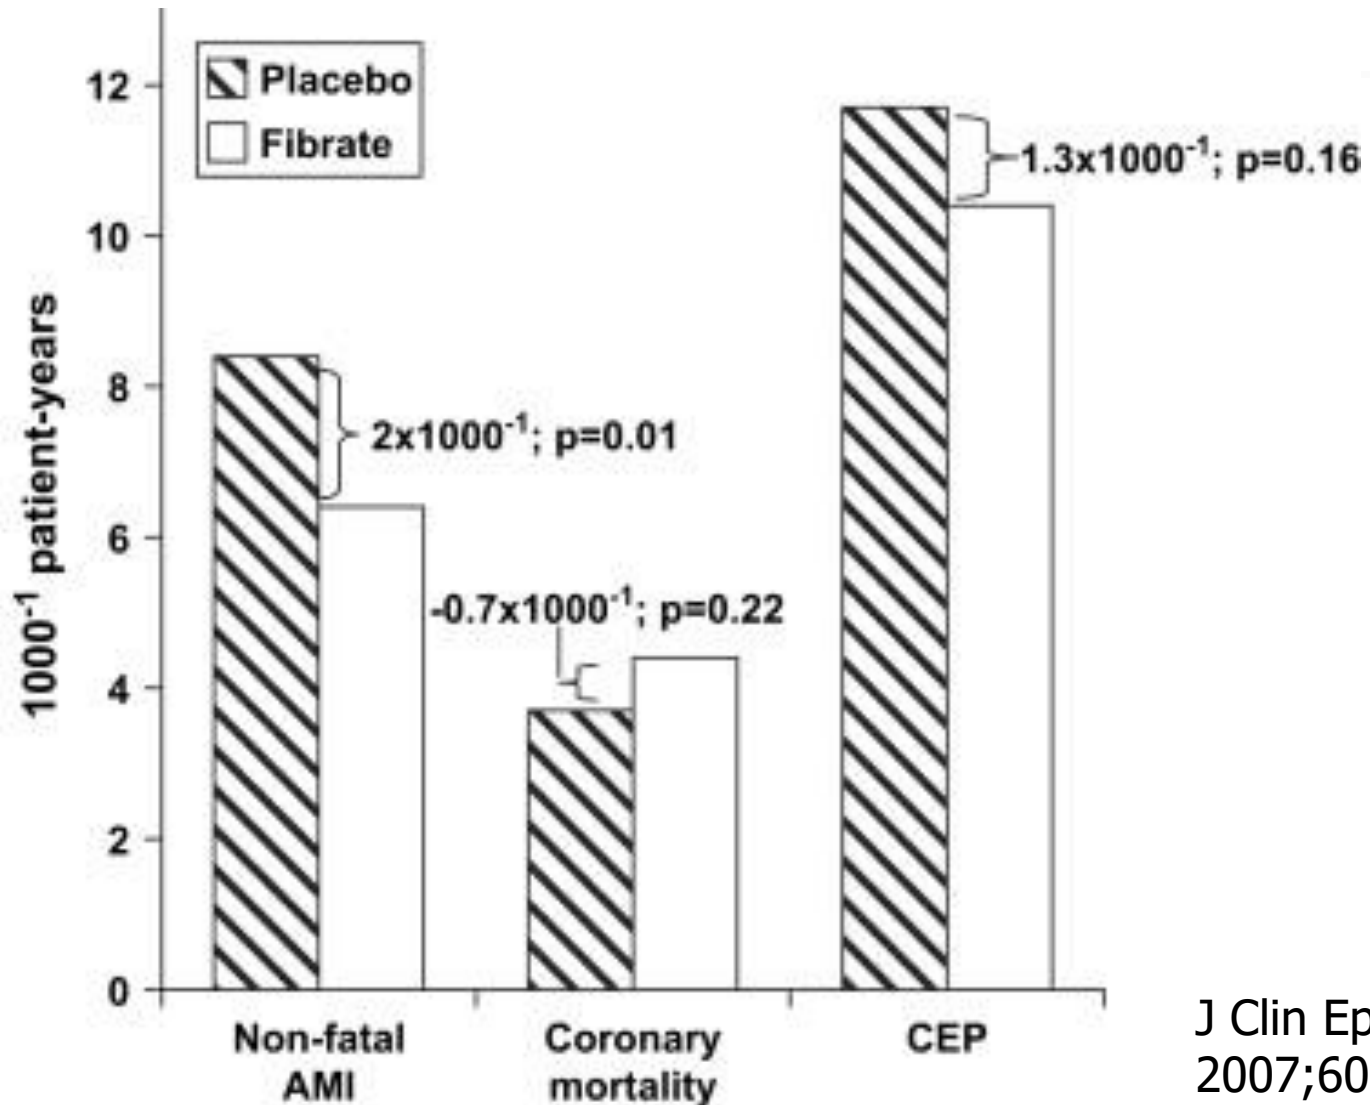 Placebo
Fibrate
12
10
8
6
4
2
0
1000⁻¹ patient-years
1.3x1000⁻¹; p=0.16
2x1000⁻¹; p=0.01
-0.7x1000⁻¹; p=0.22
Non-fatal
AMI
Coronary
mortality
CEP
J Clin Ep
2007;60